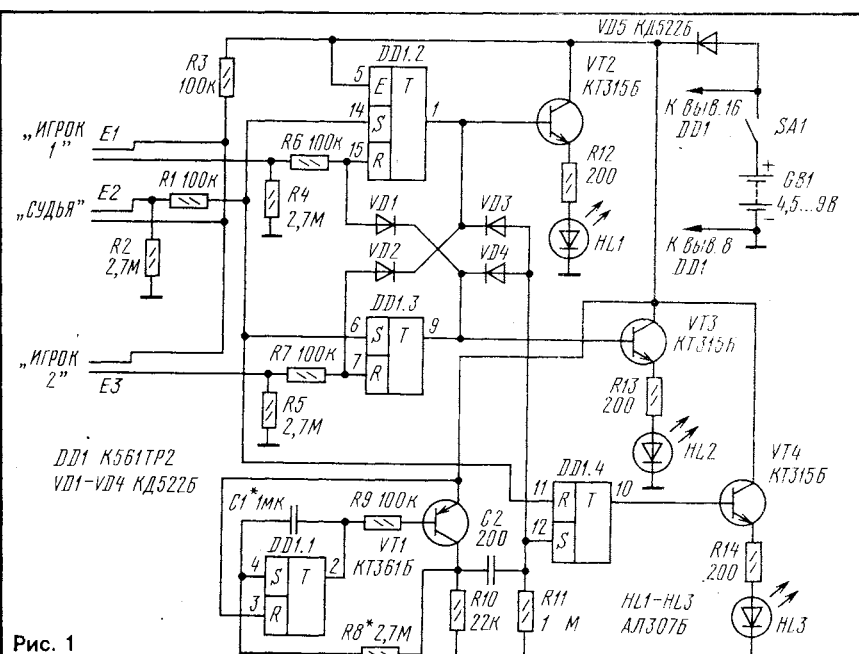 VD5 КД522Б
DD1.2
R3
100к
VT2
КТ315Б
5
E
T
14
S
1
15
R
К выв. 16
DD1
SA1
„ИГРОК
1"
E1
R6 100к
R12
200
+
GB1
4,5...9В
−
E2
R1 100к
„СУДЬЯ"
R4
2,7М
VD1
VD3
HL1
R2
2,7М
VD2
VD4
К выв. 8
DD1
DD1.3
6
S
T
9
7
R
VT3
КТ315Б
„ИГРОК
2"
E3
R7 100к
R5
2,7М
R13
200
HL2
VT4
КТ315Б
DD1 К561ТР2
VD1-VD4 КД522Б
DD1.4
11
R
T
10
12
S
C1* 1мк
R9 100к
C2
200
DD1.1
VT1
КТ361Б
4
S
T
2
3
R
R14
200
R10
22к
R11
1 М
HL1-HL3
АЛ307Б
HL3
R8* 2,7М
Рис. 1